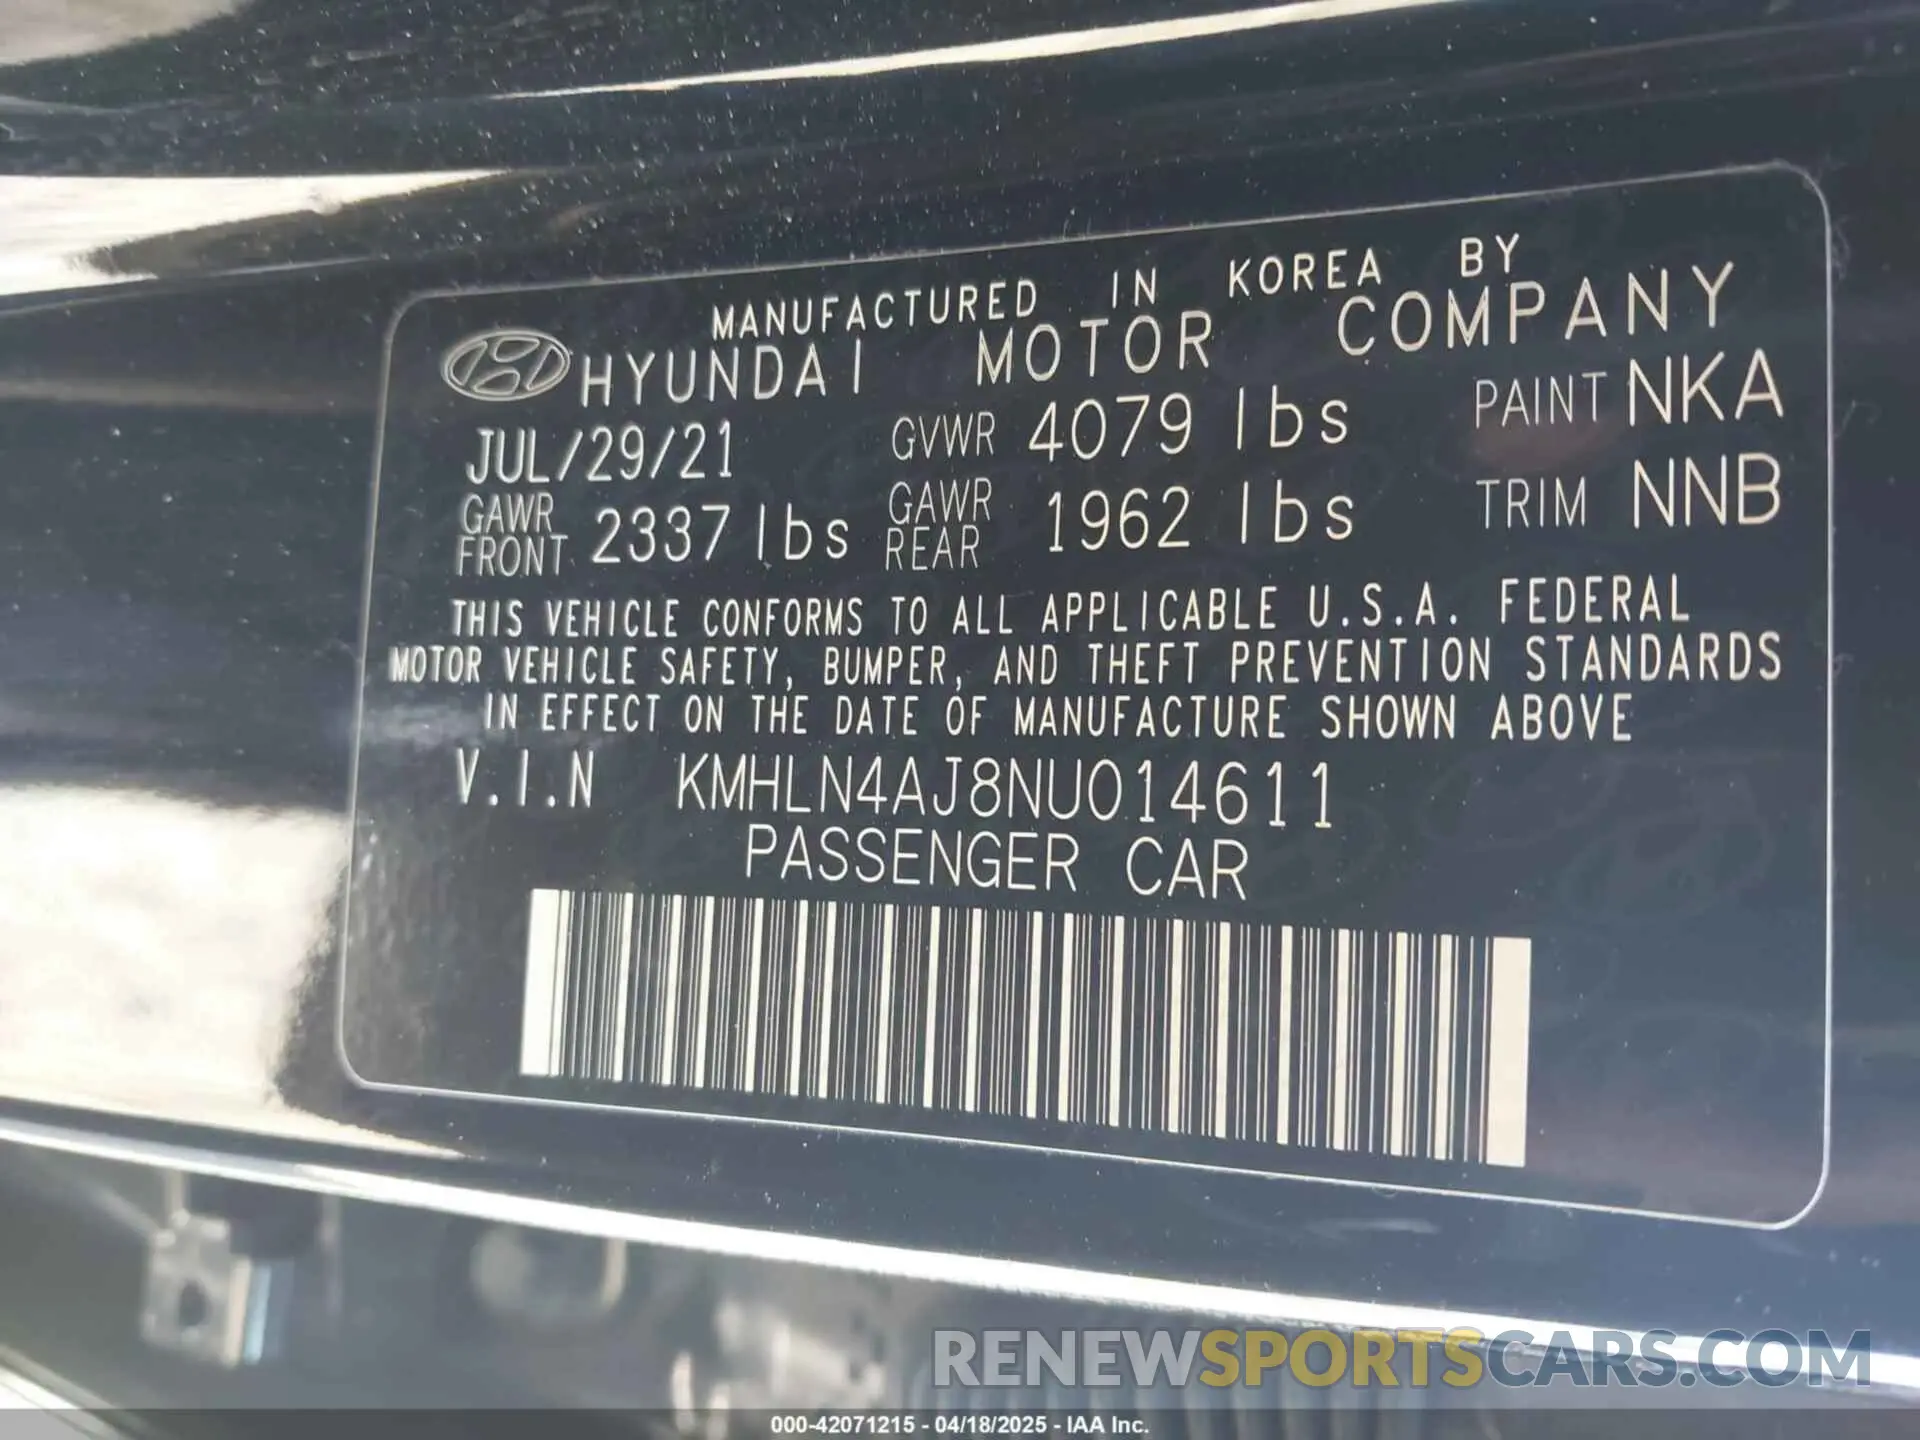 MANUFACTURED IN KOREA BY
HYUNDAI MOTOR COMPANY
JUL/29/21 GVWR 4079 lbs PAINT NKA
GAWR FRONT 2337 lbs GAWR REAR 1962 lbs TRIM NNB
THIS VEHICLE CONFORMS TO ALL APPLICABLE U.S.A. FEDERAL
MOTOR VEHICLE SAFETY, BUMPER, AND THEFT PREVENTION STANDARDS
IN EFFECT ON THE DATE OF MANUFACTURE SHOWN ABOVE
V.I.N KMHLN4AJ8NU014611
PASSENGER CAR
RENEWSPORTSCARS.COM
000-42071215 - 04/18/2025 - IAA Inc.